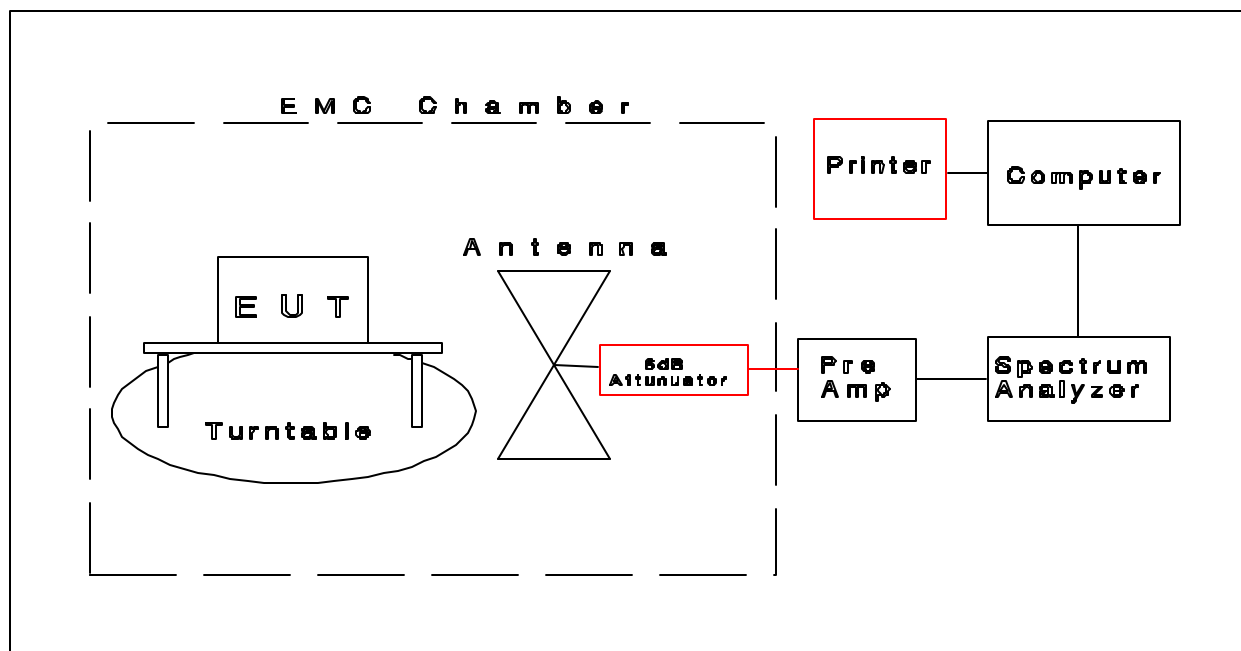 EMC Chamber
Printer
Computer
Antenna
EUT
6dB
Attunuator
Pre
Amp
Spectrum
Analyzer
Turntable